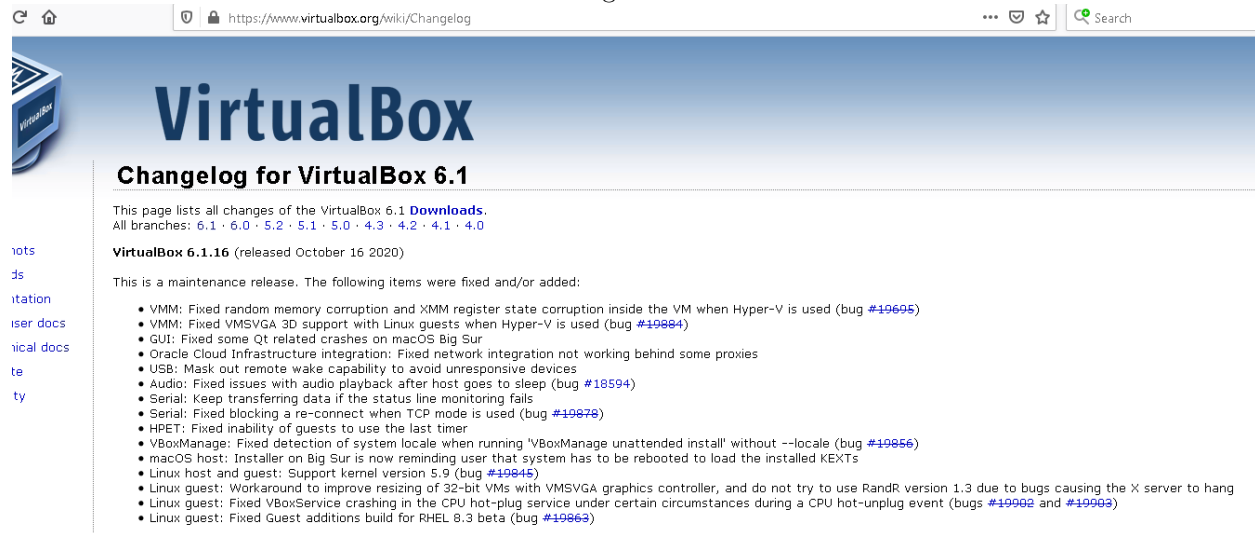 https://www.virtualbox.org/wiki/Changelog
Search
VirtualBox
VirtualBox
Changelog for VirtualBox 6.1
This page lists all changes of the VirtualBox 6.1 Downloads.
All branches: 6.1 · 6.0 · 5.2 · 5.1 · 5.0 · 4.3 · 4.2 · 4.1 · 4.0
hots
ds
ntation
user docs
nical docs
te
ty
VirtualBox 6.1.16 (released October 16 2020)
This is a maintenance release. The following items were fixed and/or added:
• VMM: Fixed random memory corruption and XMM register state corruption inside the VM when Hyper-V is used (bug #19695)
• VMM: Fixed VMSVGA 3D support with Linux guests when Hyper-V is used (bug #19884)
• GUI: Fixed some Qt related crashes on macOS Big Sur
• Oracle Cloud Infrastructure integration: Fixed network integration not working behind some proxies
• USB: Mask out remote wake capability to avoid unresponsive devices
• Audio: Fixed issues with audio playback after host goes to sleep (bug #18594)
• Serial: Keep transferring data if the status line monitoring fails
• Serial: Fixed blocking a re-connect when TCP mode is used (bug #19878)
• HPET: Fixed inability of guests to use the last timer
• VBoxManage: Fixed detection of system locale when running 'VBoxManage unattended install' without --locale (bug #19856)
• macOS host: Installer on Big Sur is now reminding user that system has to be rebooted to load the installed KEXTs
• Linux host and guest: Support kernel version 5.9 (bug #19845)
• Linux guest: Workaround to improve resizing of 32-bit VMs with VMSVGA graphics controller, and do not try to use RandR version 1.3 due to bugs causing the X server to hang
• Linux guest: Fixed VBoxService crashing in the CPU hot-plug service under certain circumstances during a CPU hot-unplug event (bugs #19902 and #19903)
• Linux guest: Fixed Guest additions build for RHEL 8.3 beta (bug #19863)